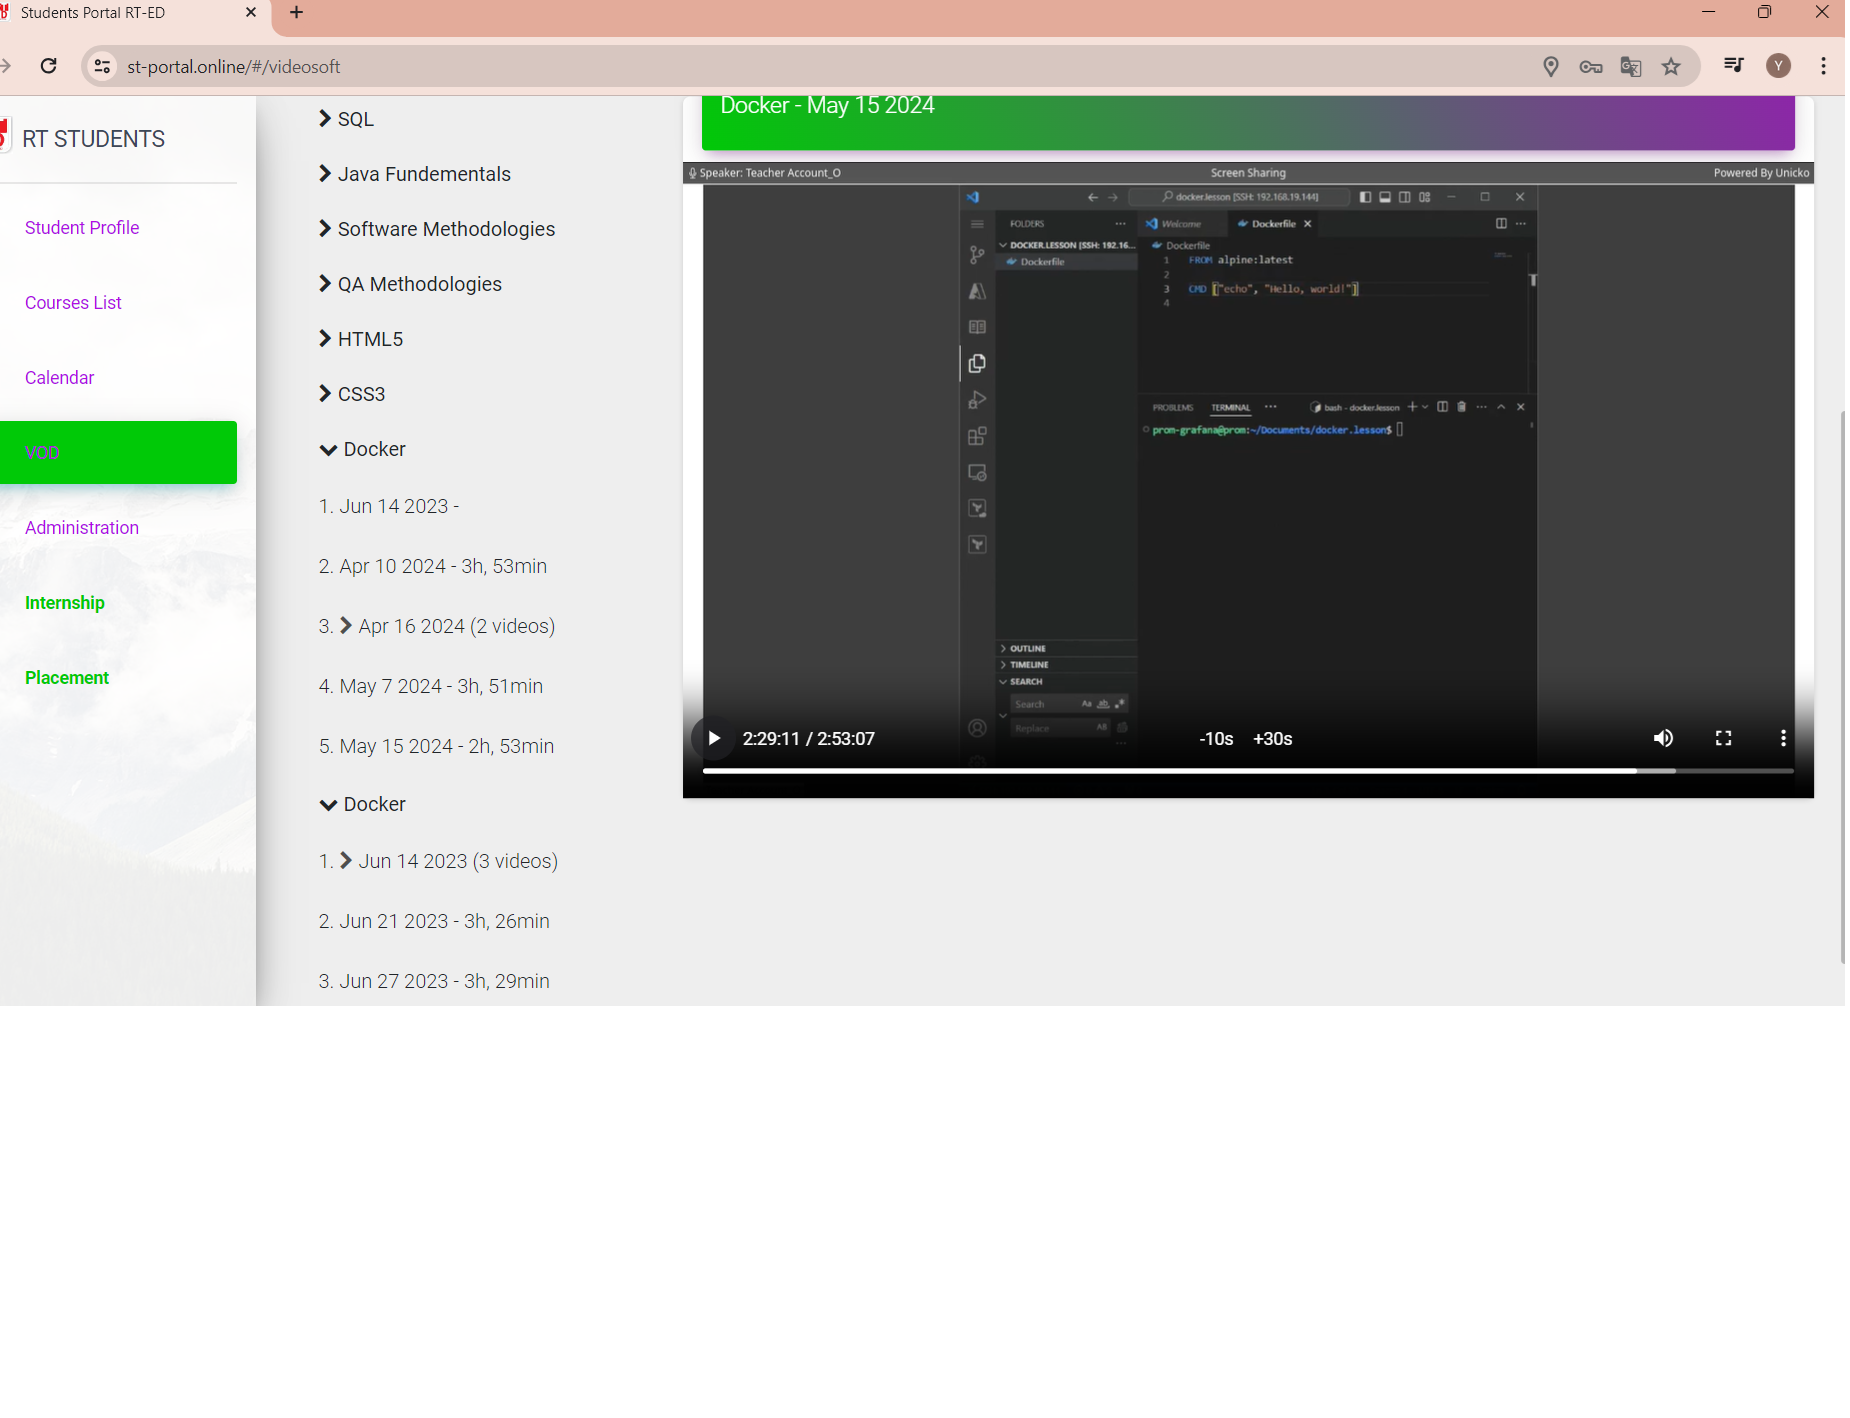 Students Portal RT-ED
st-portal.online/#/videosoft
Y
RT STUDENTS
Student Profile
Courses List
Calendar
VOD
Administration
Internship
Placement
SQL
Java Fundementals
Software Methodologies
QA Methodologies
HTML5
CSS3
Docker
1. Jun 14 2023 -
2. Apr 10 2024 - 3h, 53min
3. Apr 16 2024 (2 videos)
4. May 7 2024 - 3h, 51min
5. May 15 2024 - 2h, 53min
Docker
1. Jun 14 2023 (3 videos)
2. Jun 21 2023 - 3h, 26min
3. Jun 27 2023 - 3h, 29min
Docker - May 15 2024
Speaker: Teacher Account_O
Screen Sharing
Powered By Unicko
docker.lesson [SSH: 192.168.19.144]
FOLDERS ...
DOCKER.LESSON [SSH: 192.16...
Dockerfile
Welcome
Dockerfile
Dockerfile
1 FROM alpine:latest
2
3 CMD ["echo", "Hello, world!"]
4
PROBLEMS TERMINAL ...
bash - docker.lesson
prom-grafana@prom:~/Documents/docker.lesson$
OUTLINE
TIMELINE
SEARCH
Search Aa ab
Replace AB
2:29:11 / 2:53:07
-10s +30s